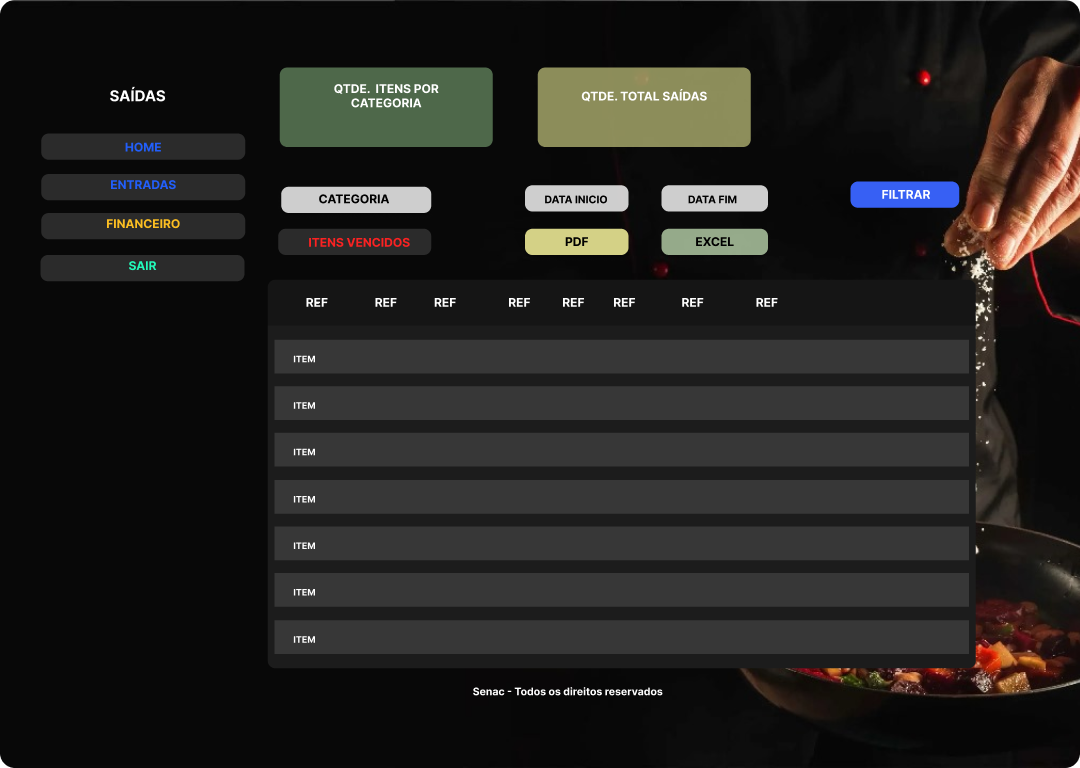 SAÍDAS
HOME
ENTRADAS
FINANCEIRO
SAIR
QTDE. ITENS POR
CATEGORIA
QTDE. TOTAL SAÍDAS
CATEGORIA
DATA INICIO
DATA FIM
FILTRAR
ITENS VENCIDOS
PDF
EXCEL
REF REF REF REF REF REF REF REF
ITEM
ITEM
ITEM
ITEM
ITEM
ITEM
ITEM
Senac - Todos os direitos reservados